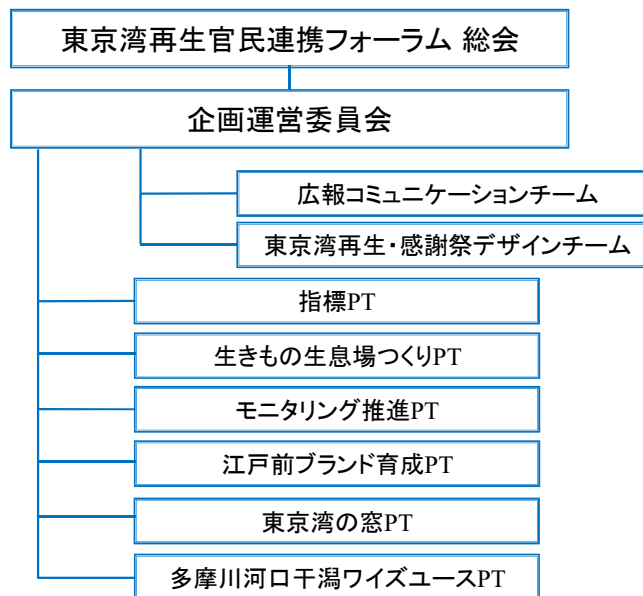 東京湾再生官民連携フォーラム 総会
企画運営委員会
広報コミュニケーションチーム
東京湾再生・感謝祭デザインチーム
指標PT
生きもの生息場つくりPT
モニタリング推進PT
江戸前ブランド育成PT
東京湾の窓PT
多摩川河口干潟ワイズユースPT